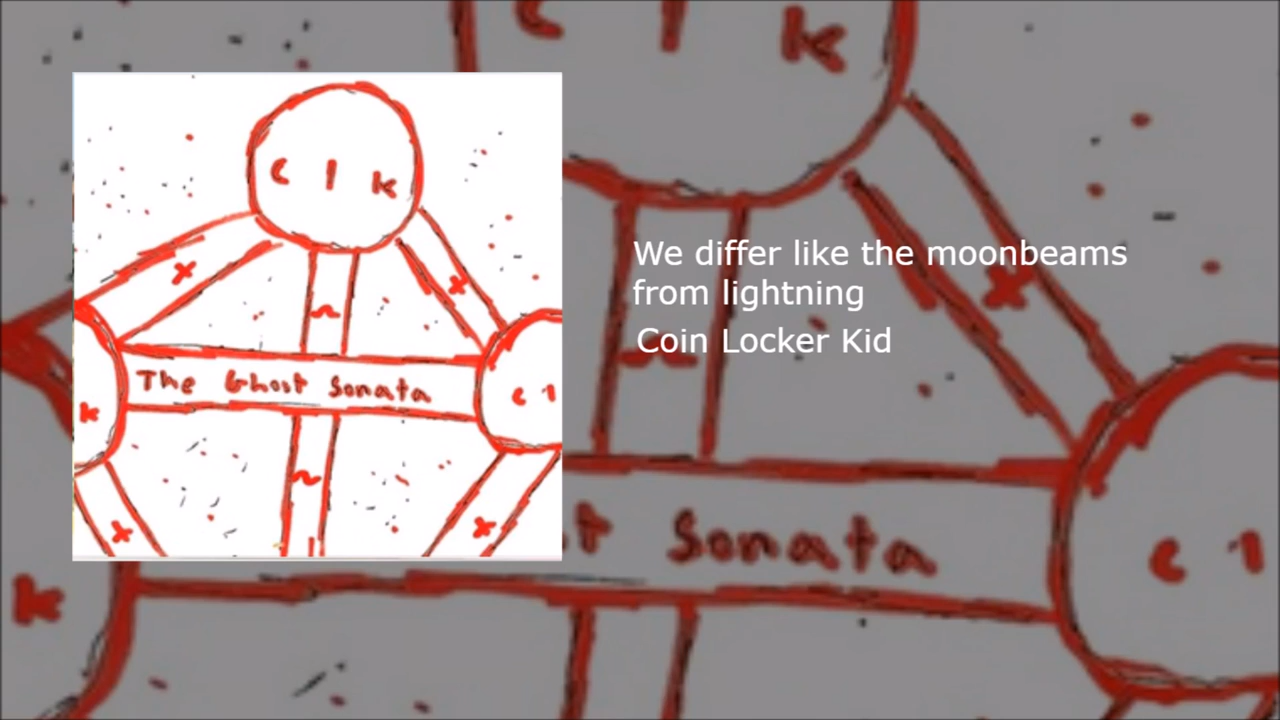 c l k
The Ghost Sonata
k
c l
We differ like the moonbeams
from lightning
Coin Locker Kid
c l k
t Sonata
k
c l